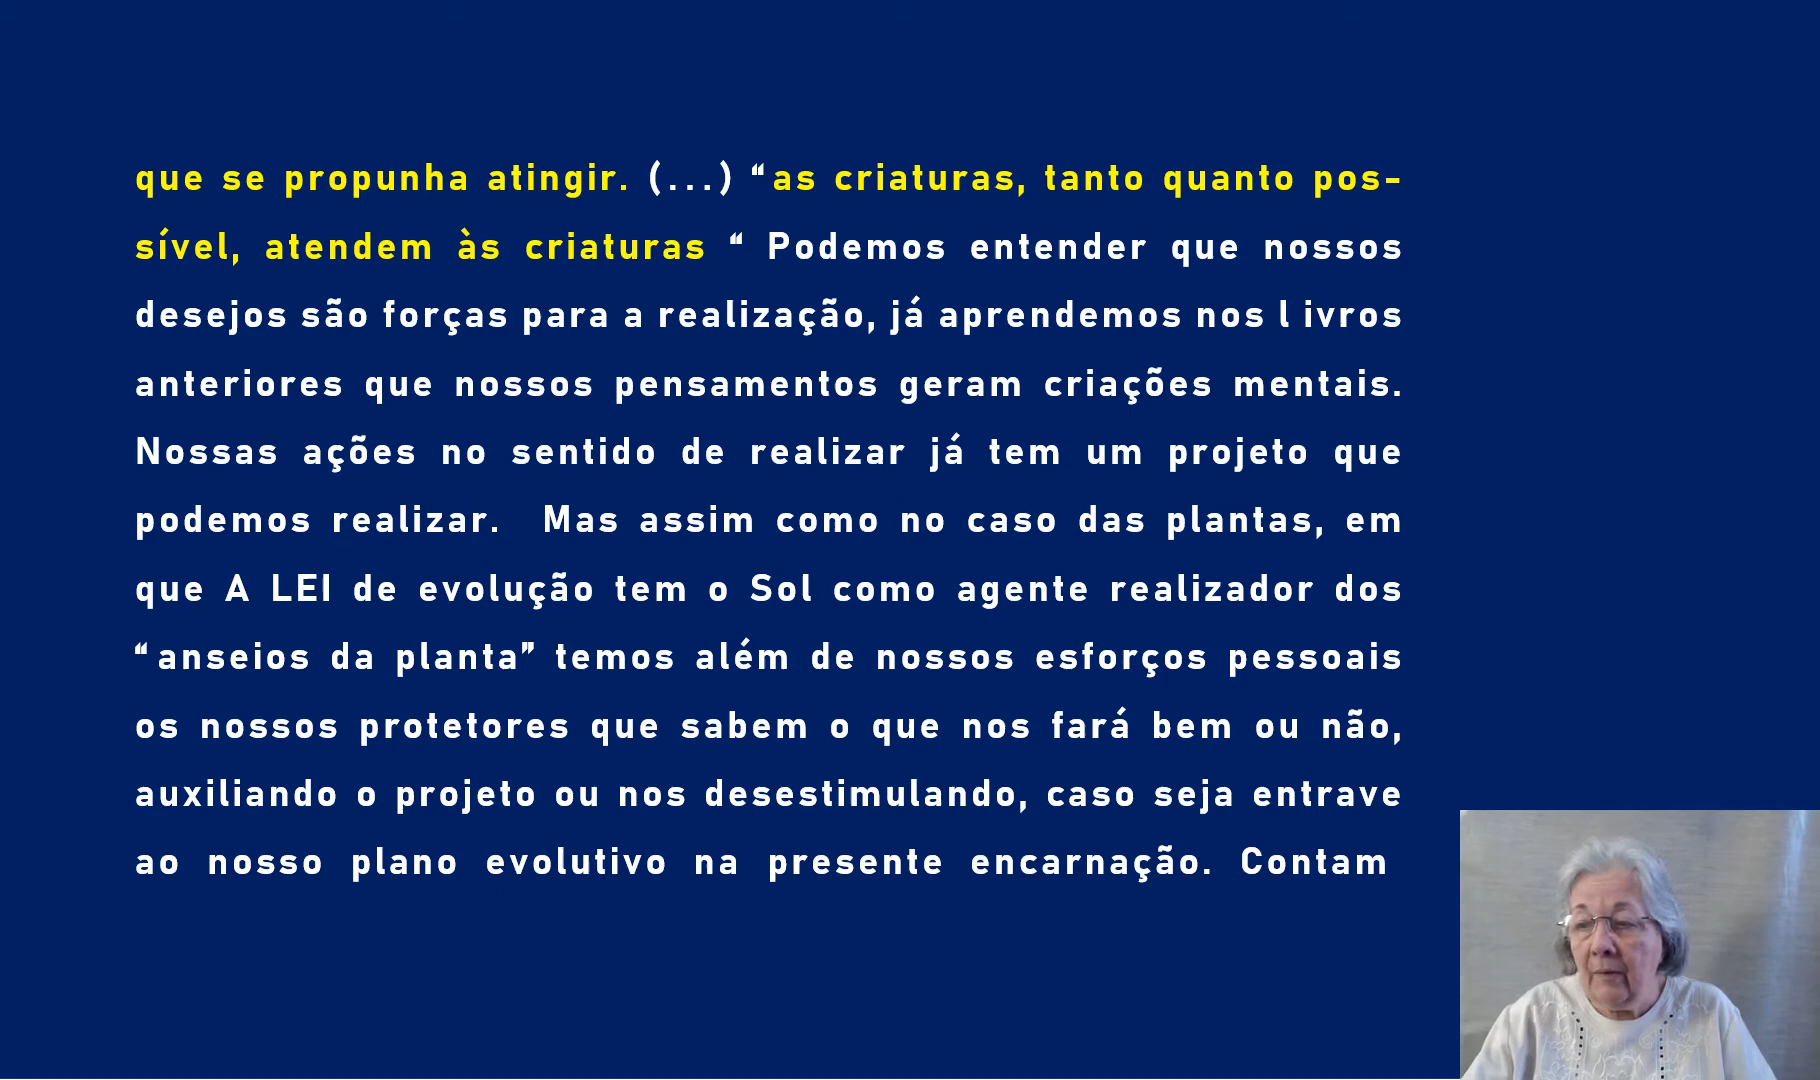 que se propunha atingir. (...) “as criaturas, tanto quanto pos-
sível, atendem às criaturas “ Podemos entender que nossos
desejos são forças para a realização, já aprendemos nos l ivros
anteriores que nossos pensamentos geram criações mentais.
Nossas ações no sentido de realizar já tem um projeto que
podemos realizar.  Mas assim como no caso das plantas, em
que A LEI de evolução tem o Sol como agente realizador dos
“anseios da planta” temos além de nossos esforços pessoais
os nossos protetores que sabem o que nos fará bem ou não,
auxiliando o projeto ou nos desestimulando, caso seja entrave
ao nosso plano evolutivo na presente encarnação. Contam